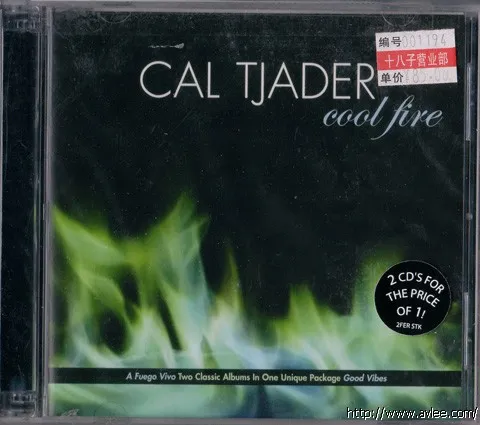 编号 001194
十八子营业部
单价
CAL TJADER
cool fire
2 CD'S FOR
THE PRICE
OF 1!
2FER STK
A Fuego Vivo Two Classic Albums In One Unique Package Good Vibes
http://www.avlee.com